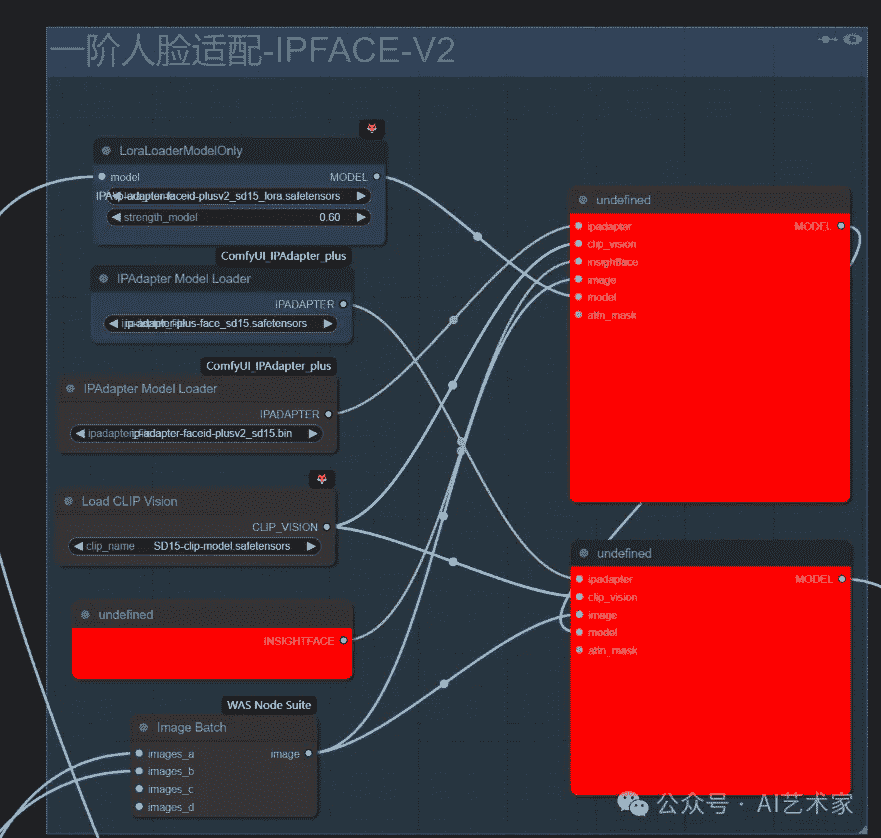 一阶人脸适配-IPFACE-V2
LoraLoaderModelOnly
model
MODEL
ip-adapter-faceid-plusv2_sd15_lora.safetensors
strength_model
0.60
ComfyUI_IPAdapter_plus
IPAdapter Model Loader
IPADAPTER
ip-adapter-plus-face_sd15.safetensors
ComfyUI_IPAdapter_plus
IPAdapter Model Loader
IPADAPTER
ip-adapter-faceid-plusv2_sd15.bin
Load CLIP Vision
CLIP_VISION
clip_name
SD15-clip-model.safetensors
undefined
INSIGHTFACE
WAS Node Suite
Image Batch
images_a
image
images_b
images_c
images_d
undefined
ipadapter
MODEL
clip_vision
insightface
image
model
attn_mask
undefined
ipadapter
MODEL
clip_vision
image
model
attn_mask
公众号 · AI艺术家